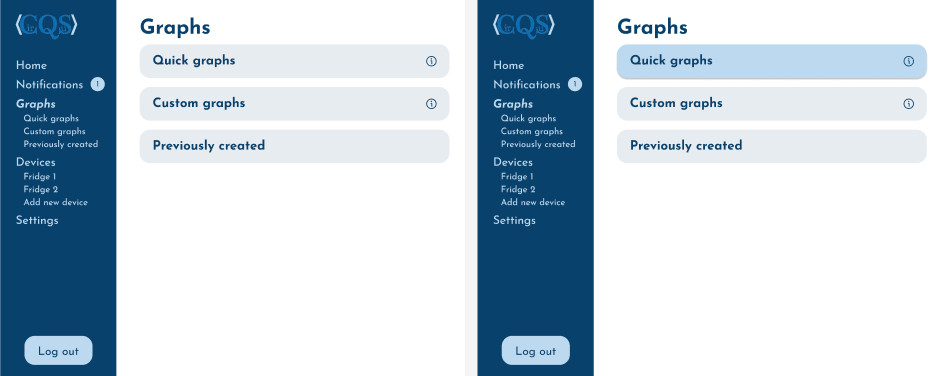 CQS
Graphs
Quick graphs
Custom graphs
Previously created
Home
Notifications 1
Graphs
Quick graphs
Custom graphs
Previously created
Devices
Fridge 1
Fridge 2
Add new device
Settings
Log out
CQS
Graphs
Quick graphs
Custom graphs
Previously created
Home
Notifications 1
Graphs
Quick graphs
Custom graphs
Previously created
Devices
Fridge 1
Fridge 2
Add new device
Settings
Log out